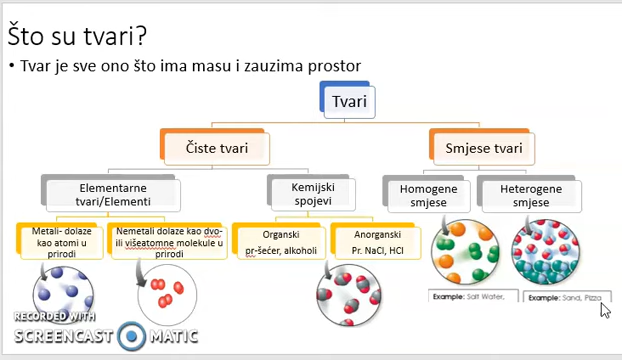 Što su tvari?
• Tvar je sve ono što ima masu i zauzima prostor
Tvari
Čiste tvari
Smjese tvari
Elementarne
tvari/Elementi
Kemijski
spojevi
Homogene
smjese
Heterogene
smjese
Metali- dolaze
kao atomi u
prirodi
Nemetali dolaze kao dvo-
ili višeatomne molekule u
prirodi
Organski
pr-šećer, alkoholi
Anorganski
Pr. NaCl, HCl
Example: Salt Water,
Example: Sand, Pizza
RECORDED WITH
SCREENCAST MATIC